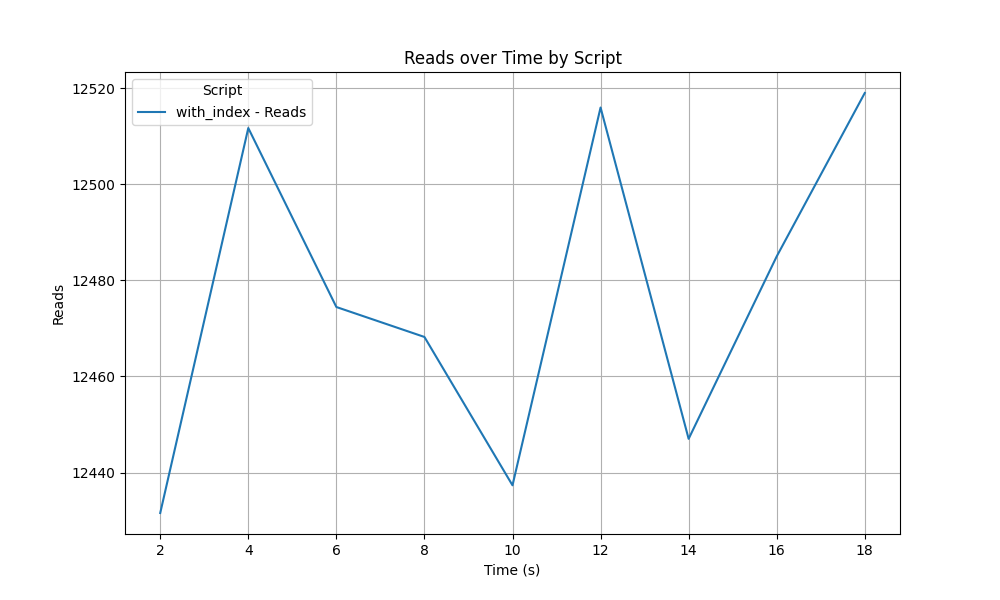 Reads over Time by Script
Script
with_index - Reads
Reads
12520
12500
12480
12460
12440
2 4 6 8 10 12 14 16 18
Time (s)